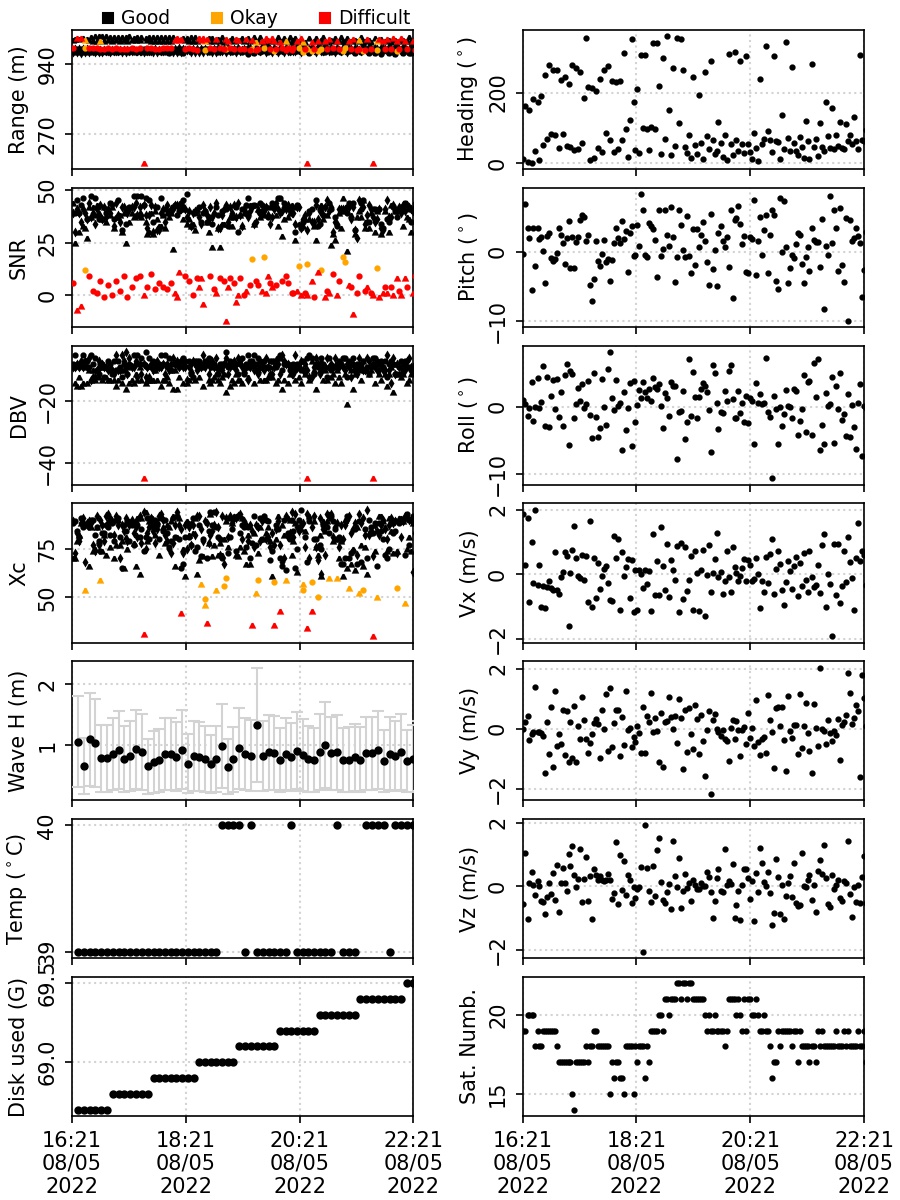 Good Okay Difficult
Range (m)
940
270
Heading (°)
200
0
SNR
50
25
0
Pitch (°)
0
−10
DBV
−20
−40
Roll (°)
0
−10
Xc
75
50
Vx (m/s)
2
0
−2
Wave H (m)
2
1
Vy (m/s)
2
0
−2
Temp (°C)
40
39
Vz (m/s)
2
0
−2
Disk used (G)
69.5
69.0
Sat. Numb.
20
15
16:21 18:21 20:21 22:21
08/05 08/05 08/05 08/05
2022 2022 2022 2022
16:21 18:21 20:21 22:21
08/05 08/05 08/05 08/05
2022 2022 2022 2022